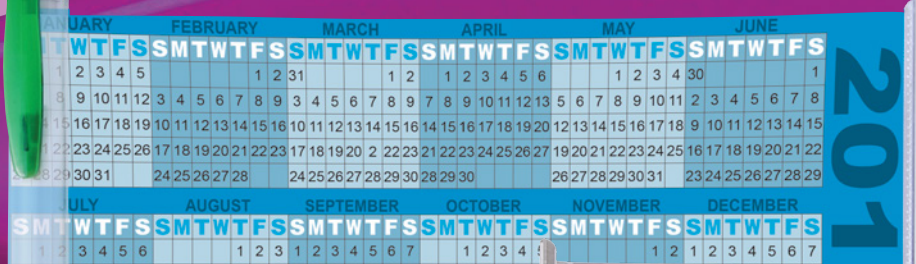 ANUARY FEBRUARY MARCH APRIL MAY JUNE
T W T F S S M T W T F S S M T W T F S S M T W T F S S M T W T F S S M T W T F S
1 2 3 4 5 1 2 31 1 2 1 2 3 4 5 6 1 2 3 4 30 1
8 9 10 11 12 3 4 5 6 7 8 9 3 4 5 6 7 8 9 7 8 9 10 11 12 13 5 6 7 8 9 10 11 2 3 4 5 6 7 8
15 16 17 18 19 10 11 12 13 14 15 16 10 11 12 13 14 15 16 14 15 16 17 18 19 20 12 13 14 15 16 17 18 9 10 11 12 13 14 15
22 23 24 25 26 17 18 19 20 21 22 23 17 18 19 20 2 22 23 21 22 23 24 25 26 27 19 20 21 22 23 24 25 16 17 18 19 20 21 22
28 29 30 31 24 25 26 27 28 24 25 26 27 28 29 30 28 29 30 26 27 28 29 30 31 23 24 25 26 27 28 29
201
JULY AUGUST SEPTEMBER OCTOBER NOVEMBER DECEMBER
S M T W T F S S M T W T F S S M T W T F S S M T W T F S S M T W T F S S M T W T F S
1 2 3 4 5 6 1 2 3 1 2 3 4 5 6 7 1 2 3 4 1 2 1 2 3 4 5 6 7